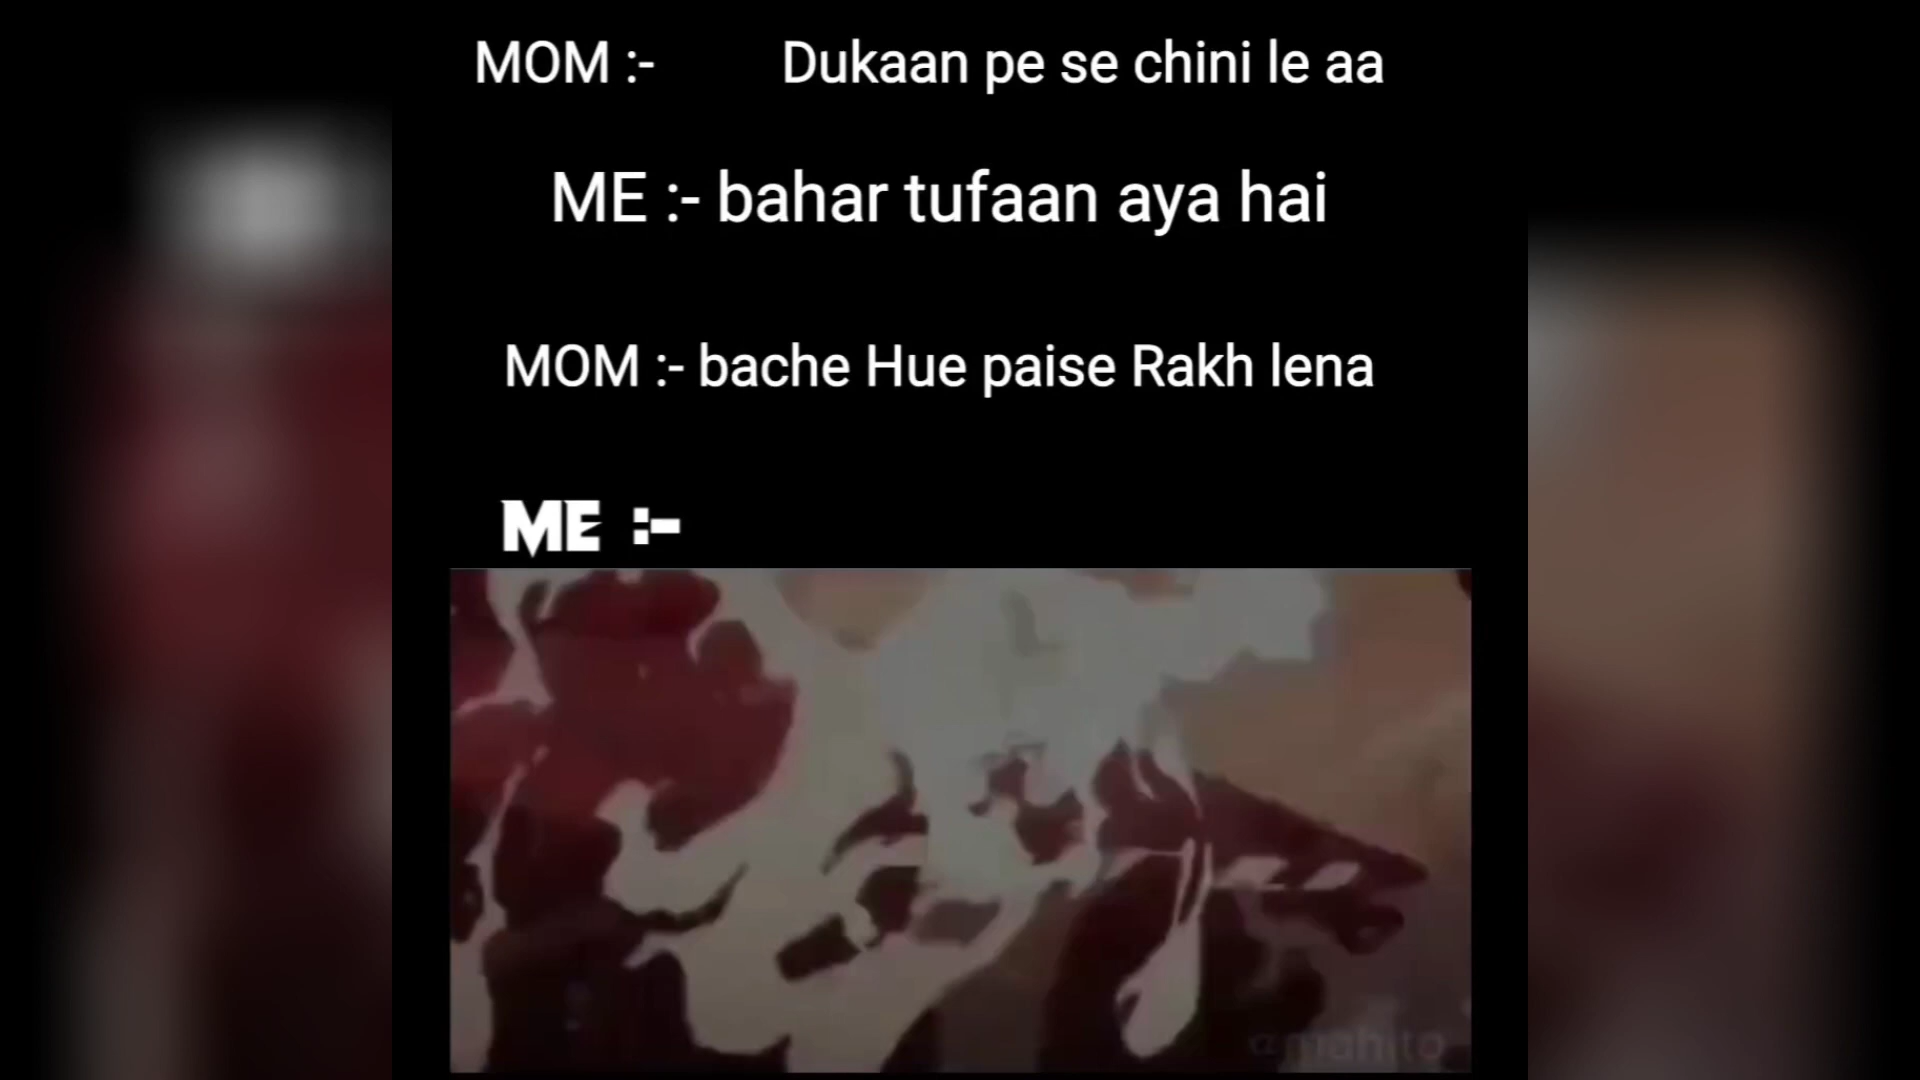 MOM :- Dukaan pe se chini le aa
ME :- bahar tufaan aya hai
MOM :- bache Hue paise Rakh lena
ME :-
@mahito